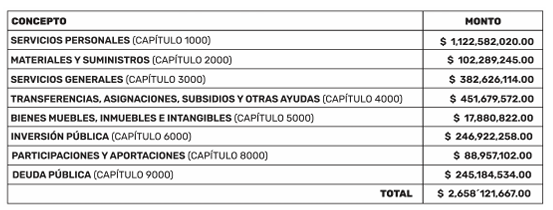 CONCEPTO MONTO
SERVICIOS PERSONALES (CAPÍTULO 1000) $ 1,122,582,020.00
MATERIALES Y SUMINISTROS (CAPÍTULO 2000) $ 102,289,245.00
SERVICIOS GENERALES (CAPÍTULO 3000) $ 382,626,114.00
TRANSFERENCIAS, ASIGNACIONES, SUBSIDIOS Y OTRAS AYUDAS (CAPÍTULO 4000) $ 451,679,572.00
BIENES MUEBLES, INMUEBLES E INTANGIBLES (CAPÍTULO 5000) $ 17,880,822.00
INVERSIÓN PÚBLICA (CAPÍTULO 6000) $ 246,922,258.00
PARTICIPACIONES Y APORTACIONES (CAPÍTULO 8000) $ 88,957,102.00
DEUDA PÚBLICA (CAPÍTULO 9000) $ 245,184,534.00
TOTAL $ 2,658´121,667.00